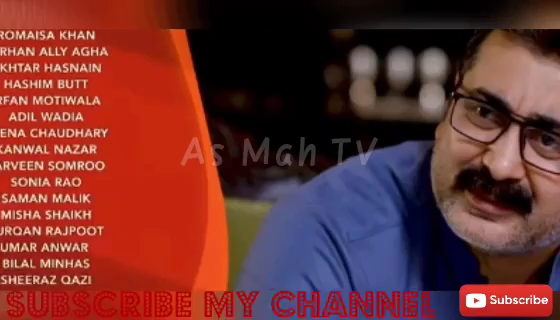 ROMAISA KHAN
RHAN ALLY AGHA
KHTAR HASNAIN
HASHIM BUTT
RFAN MOTIWALA
ADIL WADIA
ENA CHAUDHARY
KANWAL NAZAR
ARVEEN SOMROO
SONIA RAO
SAMAN MALIK
MISHA SHAIKH
URQAN RAJPOOT
UMAR ANWAR
BILAL MINHAS
SHEERAZ QAZI
As Mah TV
SUBSCRIBE MY CHANNEL
Subscribe